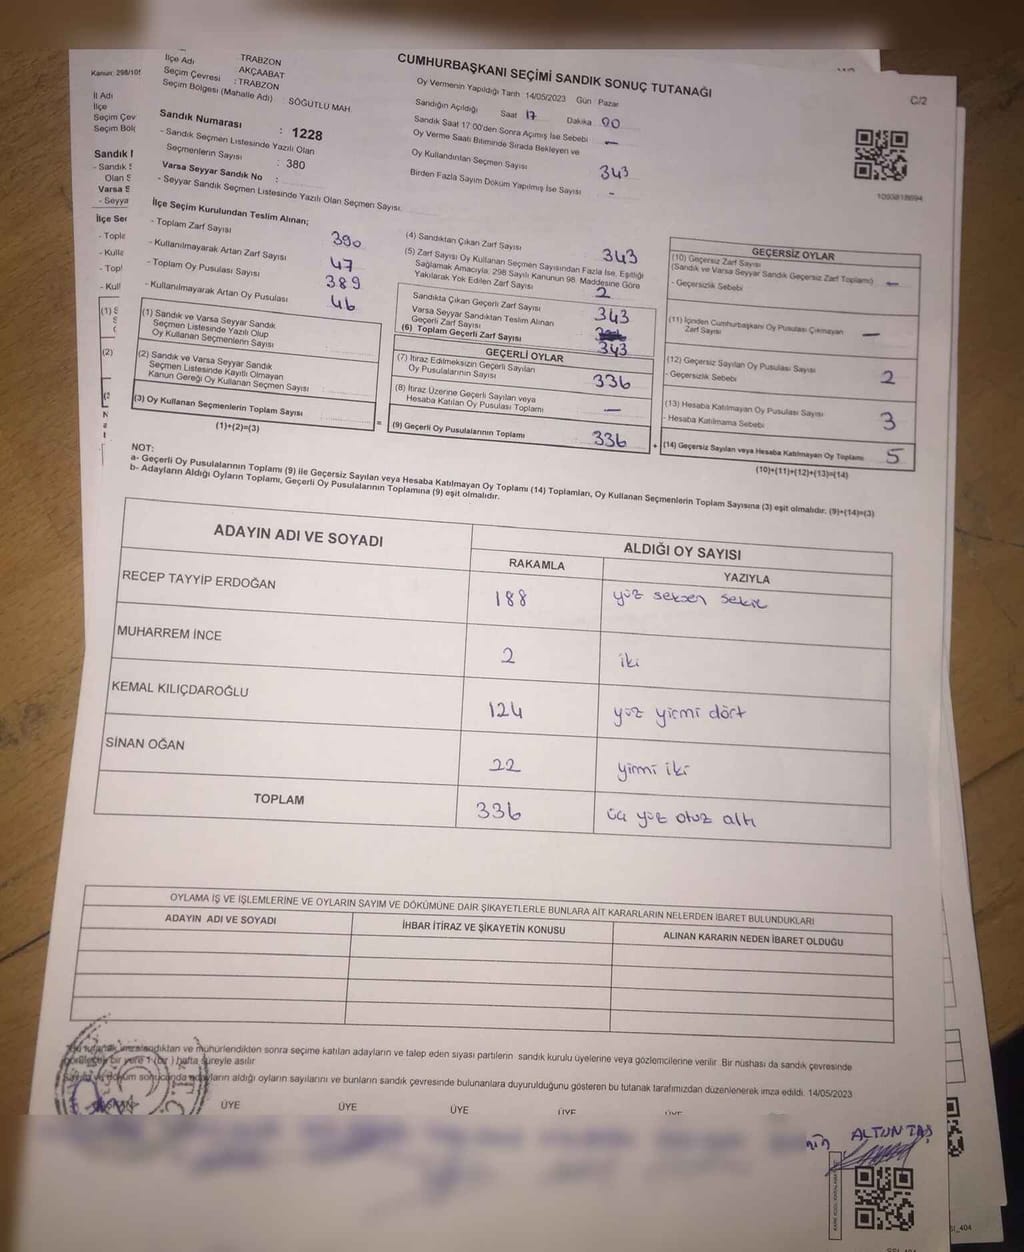 CUMHURBAŞKANI SEÇİMİ SANDIK SONUÇ TUTANAĞI
C/2
Kanun: 298/105
İl Adı
İlçe
Seçim Çev
Seçim Böl
İlçe Adı : TRABZON
Seçim Çevresi : AKÇAABAT
Seçim Bölgesi (Mahalle Adı) : TRABZON
: SÖĞÜTLÜ MAH.
Sandık Numarası : 1228
- Sandık Seçmen Listesinde Yazılı Olan
Seçmenlerin Sayısı : 380
Varsa Seyyar Sandık No :
- Seyyar Sandık Seçmen Listesinde Yazılı Olan Seçmen Sayısı:
Oy Vermenin Yapıldığı Tarih 14/05/2023 Gün Pazar
Sandığın Açıldığı Saat 17 Dakika 00
Sandık Saat 17:00'den Sonra Açımış İse Sebebi —
Oy Verme Saati Bitiminde Sırada Bekleyen ve
Oy Kullandırılan Seçmen Sayısı 343
Birden Fazla Sayım Döküm Yapılmış İse Sayısı -
İlçe Seçim Kurulundan Teslim Alınan;
- Toplam Zarf Sayısı 390
- Kullanılmayarak Artan Zarf Sayısı 47
- Toplam Oy Pusulası Sayısı 389
- Kullanılmayarak Artan Oy Pusulası 46
(1) Sandık ve Varsa Seyyar Sandık
Seçmen Listesinde Yazılı Olup
Oy Kullanan Seçmenlerin Sayısı
(2) Sandık ve Varsa Seyyar Sandık
Seçmen Listesinde Kayıtlı Olmayan
Kanun Gereği Oy Kullanan Seçmen Sayısı
(3) Oy Kullanan Seçmenlerin Toplam Sayısı
(1)+(2)=(3)
=
(4) Sandıktan Çıkan Zarf Sayısı 343
(5) Zarf Sayısı Oy Kullanan Seçmen Sayısından Fazla İse, Eşitliği
Sağlamak Amacıyla; 298 Sayılı Kanunun 98. Maddesine Göre
Yakılarak Yok Edilen Zarf Sayısı 2
Sandıkta Çıkan Geçerli Zarf Sayısı 343
Varsa Seyyar Sandıktan Teslim Alınan
Geçerli Zarf Sayısı
(6) Toplam Geçerli Zarf Sayısı 343
GEÇERLİ OYLAR
(7) İtiraz Edilmeksizin Geçerli Sayılan
Oy Pusulalarının Sayısı 336
(8) İtiraz Üzerine Geçerli Sayılan veya
Hesaba Katılan Oy Pusulası Toplamı —
(9) Geçerli Oy Pusulalarının Toplamı 336
+
GEÇERSİZ OYLAR
(10) Geçersiz Zarf Sayısı
(Sandık ve Varsa Seyyar Sandık Geçersiz Zarf Toplamı) —
- Geçersizlik Sebebi
(11) İçinden Cumhurbaşkanı Oy Pusulası Çıkmayan
Zarf Sayısı —
(12) Geçersiz Sayılan Oy Pusulası Sayısı 2
- Geçersizlik Sebebi
(13) Hesaba Katılmayan Oy Pusulası Sayısı 3
- Hesaba Katılmama Sebebi
(14) Geçersiz Sayılan veya Hesaba Katılmayan Oy Toplamı 5
(10)+(11)+(12)+(13)=(14)
NOT:
a- Geçerli Oy Pusulalarının Toplamı (9) ile Geçersiz Sayılan veya Hesaba Katılmayan Oy Toplamı (14) Toplamları, Oy Kullanan Seçmenlerin Toplam Sayısına (3) eşit olmalıdır. (9)+(14)=(3)
b- Adayların Aldığı Oyların Toplamı, Geçerli Oy Pusulalarının Toplamına (9) eşit olmalıdır.
ADAYIN ADI VE SOYADI
ALDIĞI OY SAYISI
RAKAMLA YAZIYLA
RECEP TAYYİP ERDOĞAN 188 yüz seksen sekiz
MUHARREM İNCE 2 iki
KEMAL KILIÇDAROĞLU 124 yüz yirmi dört
SİNAN OĞAN 22 yirmi iki
TOPLAM 336 üç yüz otuz altı
OYLAMA İŞ VE İŞLEMLERİNE VE OYLARIN SAYIM VE DÖKÜMÜNE DAİR ŞİKAYETLERLE BUNLARA AİT KARARLARIN NELERDEN İBARET BULUNDUKLARI
ADAYIN ADI VE SOYADI İHBAR İTİRAZ VE ŞİKAYETİN KONUSU ALINAN KARARIN NEDEN İBARET OLDUĞU
tutanak imzalandıktan ve mühürlendikten sonra seçime katılan adayların ve talep eden siyasi partilerin sandık kurulu üyelerine veya gözlemcilerine verilir. Bir nüshası da sandık çevresinde
görülecek bir yere 1 (bir) hafta süreyle asılır.
Sayım ve döküm sonucunda adayların aldığı oyların sayılarını ve bunların sandık çevresinde bulunanlara duyurulduğunu gösteren bu tutanak tarafımızdan düzenlenerek imza edildi. 14/05/2023
BAŞKAN ÜYE ÜYE ÜYE ÜYE ÜYE
ALTUNTAŞ